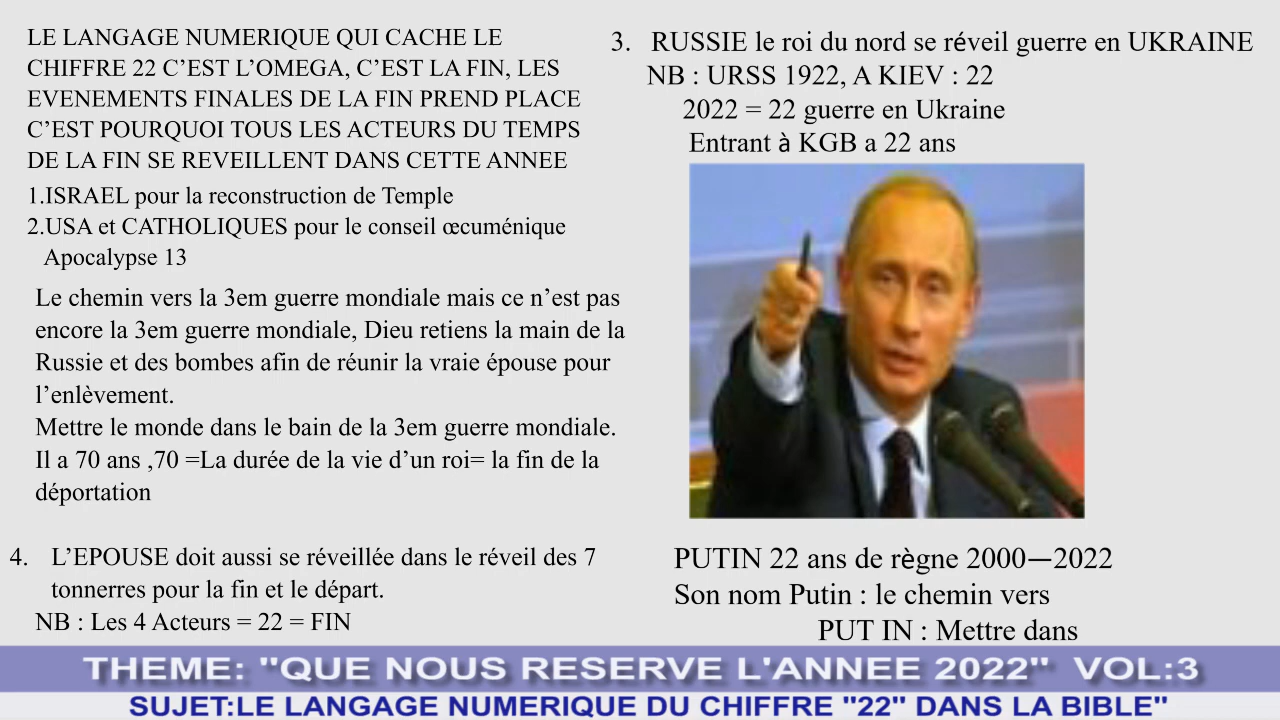 LE LANGAGE NUMERIQUE QUI CACHE LE
CHIFFRE 22 C’EST L’OMEGA, C’EST LA FIN, LES
EVENEMENTS FINALES DE LA FIN PREND PLACE
C’EST POURQUOI TOUS LES ACTEURS DU TEMPS
DE LA FIN SE REVEILLENT DANS CETTE ANNEE
1.ISRAEL pour la reconstruction de Temple
2.USA et CATHOLIQUES pour le conseil œcuménique
Apocalypse 13
Le chemin vers la 3em guerre mondiale mais ce n’est pas
encore la 3em guerre mondiale, Dieu retiens la main de la
Russie et des bombes afin de réunir la vraie épouse pour
l’enlèvement.
Mettre le monde dans le bain de la 3em guerre mondiale.
Il a 70 ans ,70 =La durée de la vie d’un roi= la fin de la
déportation
4. L’EPOUSE doit aussi se réveillée dans le réveil des 7
tonnerres pour la fin et le départ.
NB : Les 4 Acteurs = 22 = FIN
3. RUSSIE le roi du nord se réveil guerre en UKRAINE
NB : URSS 1922, A KIEV : 22
2022 = 22 guerre en Ukraine
Entrant à KGB a 22 ans
PUTIN 22 ans de règne 2000—2022
Son nom Putin : le chemin vers
PUT IN : Mettre dans
THEME: "QUE NOUS RESERVE L'ANNEE 2022" VOL:3
SUJET:LE LANGAGE NUMERIQUE DU CHIFFRE "22" DANS LA BIBLE"